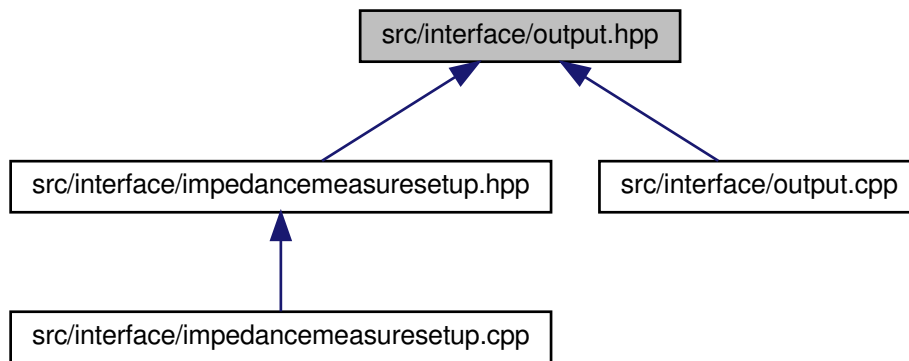 src/interface/output.hpp
src/interface/impedancemeasuresetup.hpp
src/interface/output.cpp
src/interface/impedancemeasuresetup.cpp